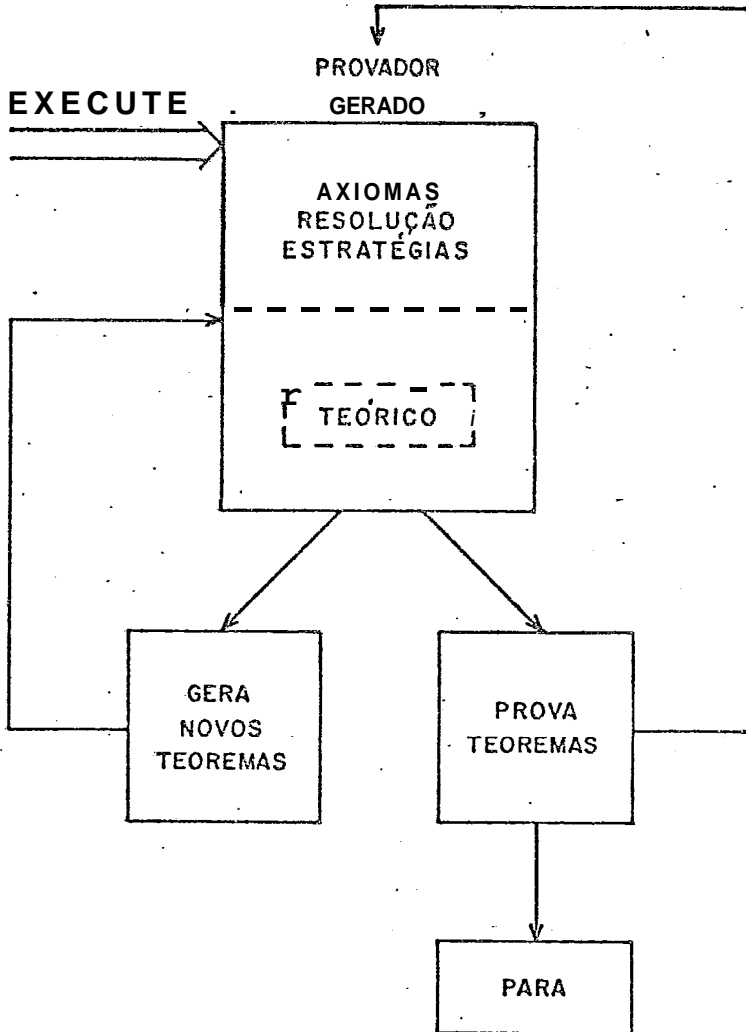 PROVADOR
EXECUTE
GERADO
AXIOMAS
RESOLUÇÃO
ESTRATÉGIAS
TEÓRICO
GERA
NOVOS
TEOREMAS
PROVA
TEOREMAS
PARA